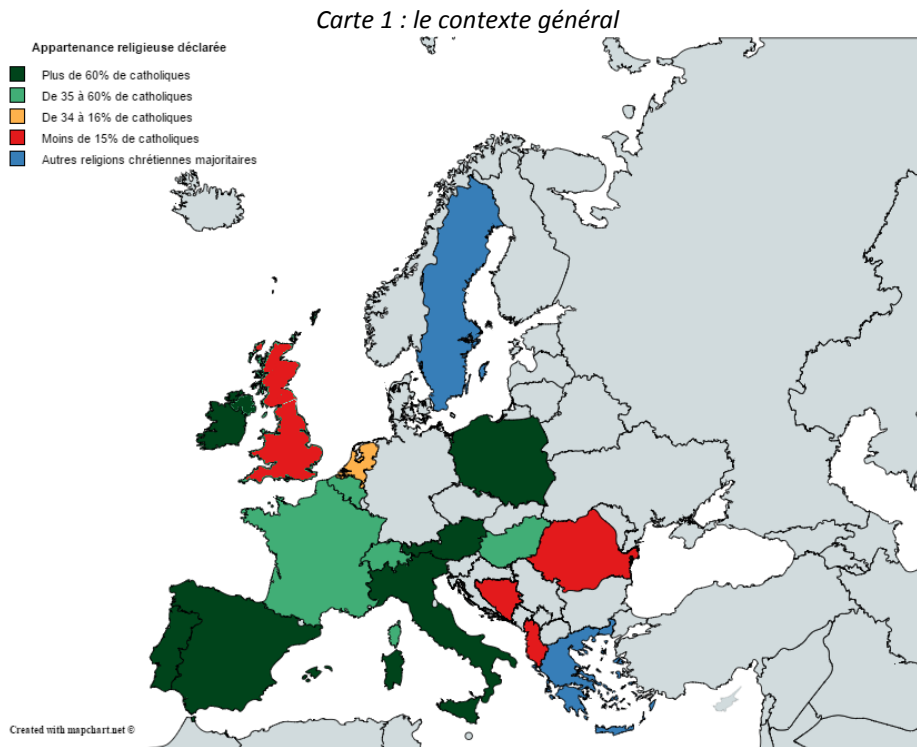 Carte 1 : le contexte général
Appartenance religieuse déclarée
Plus de 60% de catholiques
De 35 à 60% de catholiques
De 34 à 16% de catholiques
Moins de 15% de catholiques
Autres religions chrétiennes majoritaires
Created with mapchart.net ©